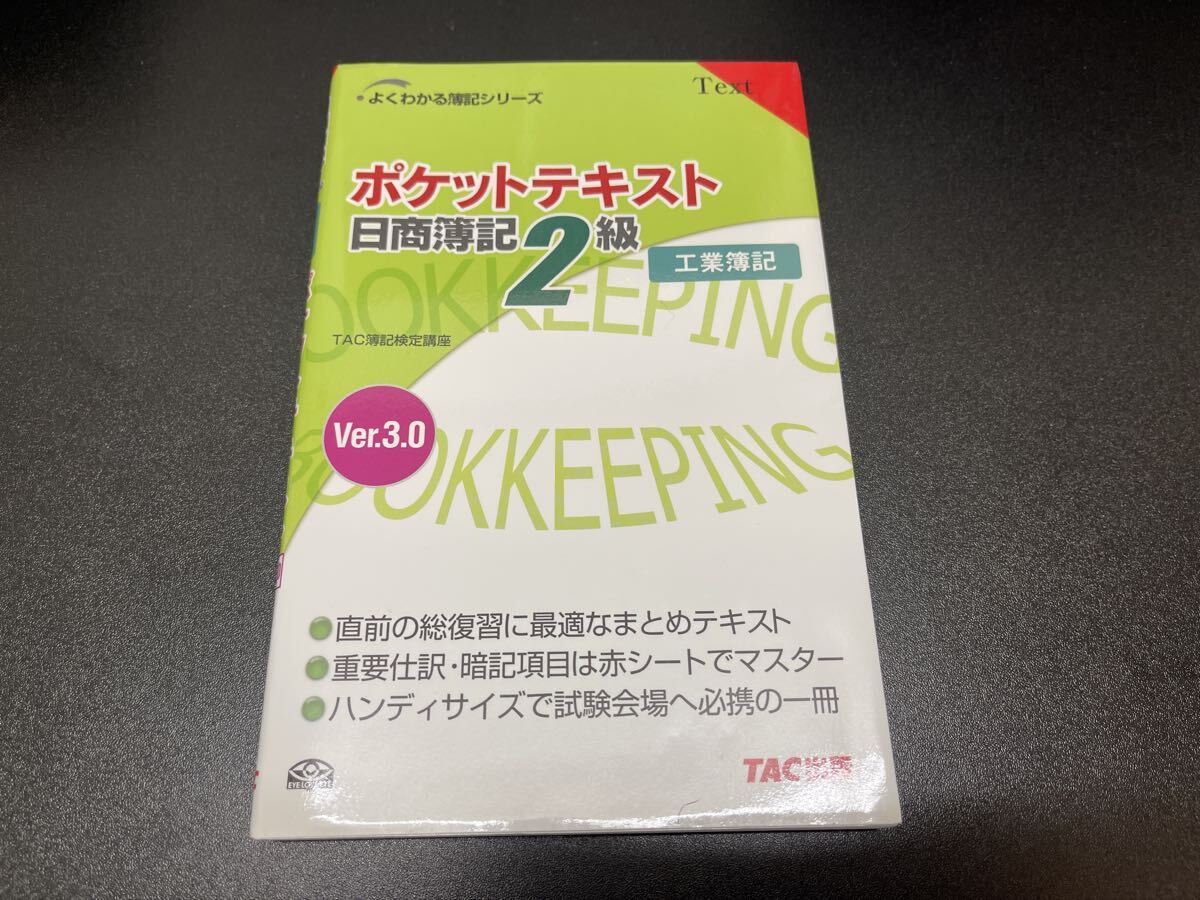 よくわかる簿記シリーズ
Text
ポケットテキスト
日商簿記2級
工業簿記
BOOKKEEPING
TAC簿記検定講座
Ver.3.0
BOOKKEEPING
●直前の総復習に最適なまとめテキスト
●重要仕訳・暗記項目は赤シートでマスター
●ハンディサイズで試験会場へ必携の一冊
EYE LOVE EYE
TAC出版